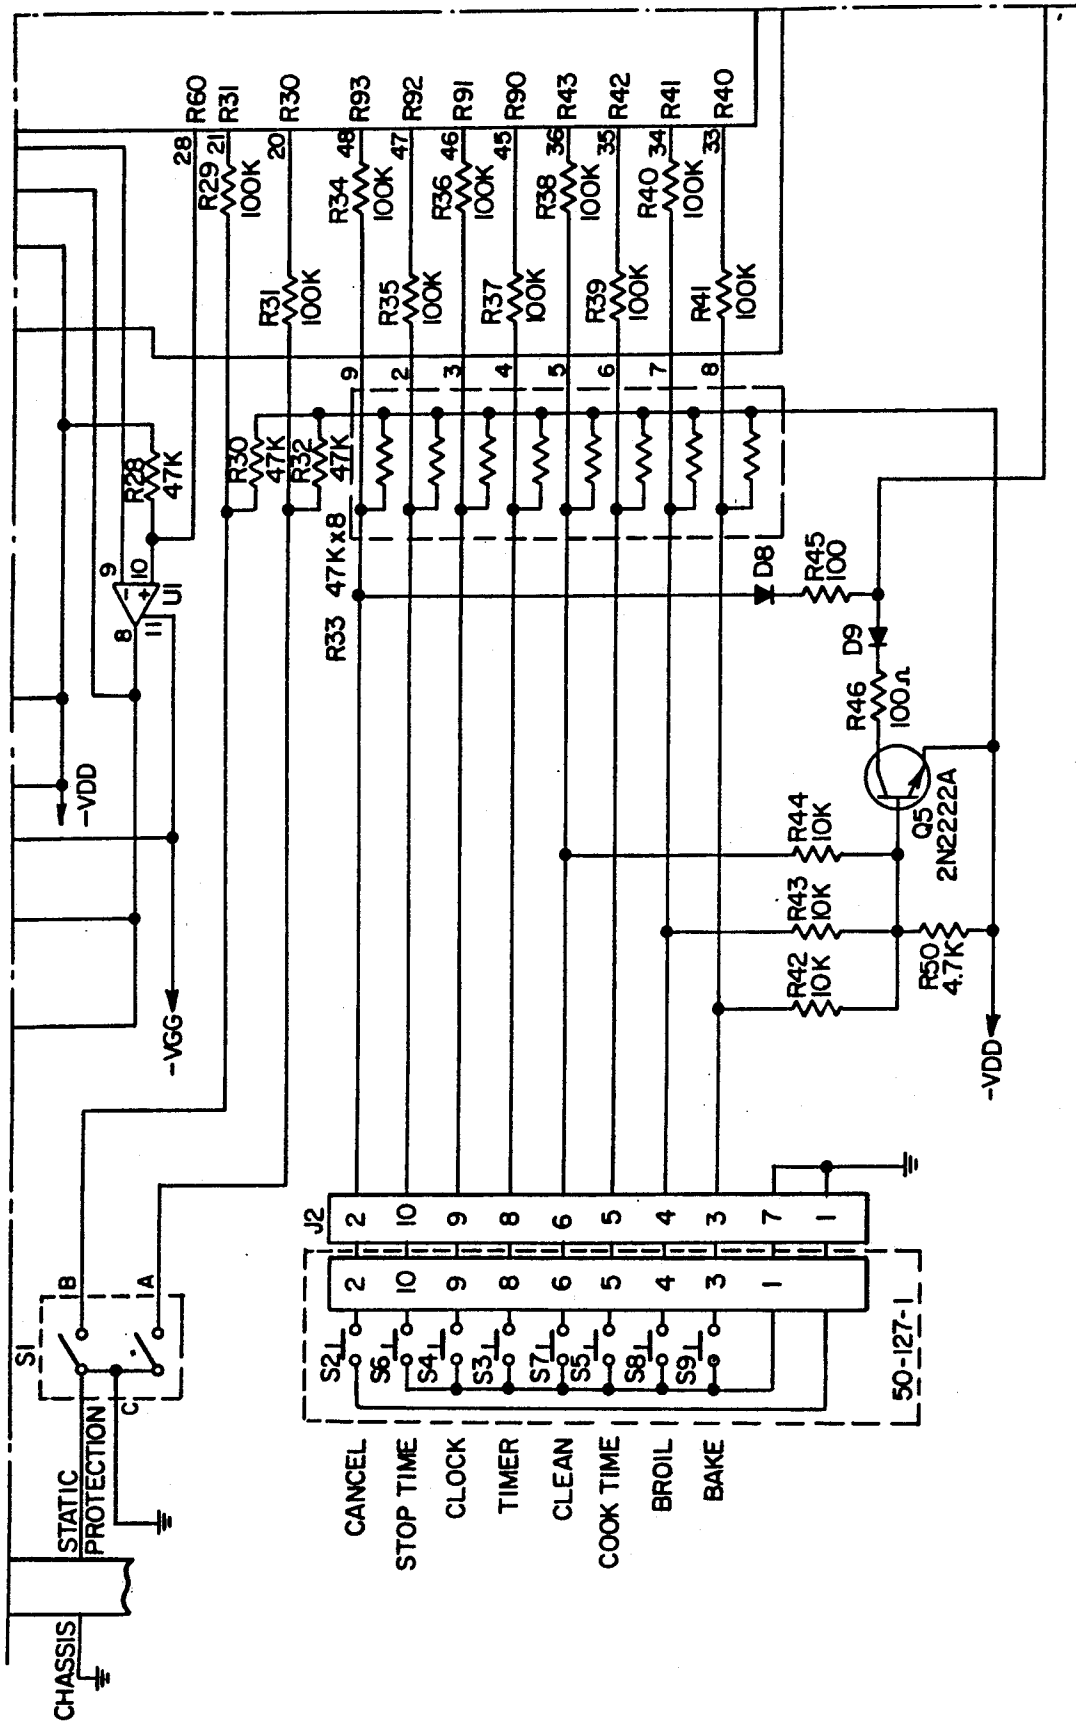 R60
R31
R30
R93
R92
R91
R90
R43
R42
R41
R40
28
21
20
48
47
46
45
36
35
34
33
R29
100K
R31
100K
R34
100K
R35
100K
R36
100K
R37
100K
R38
100K
R39
100K
R40
100K
R41
100K
9
2
3
4
5
6
7
8
R28
47K
R30
47K
R32
47K
R33 47Kx8
9
10
-
+
8
11
U1
-VDD
-VGG
D8
R45
100
D9
R46
100Ω
Q5
2N2222A
R44
10K
R43
10K
R42
10K
R50
4.7K
-VDD
J2
2
10
9
8
6
5
4
3
7
1
2
10
9
8
6
5
4
3
1
S1
B
A
C
S2
S6
S4
S3
S7
S5
S8
S9
50-127-1
STATIC
PROTECTION
CHASSIS
CANCEL
STOP TIME
CLOCK
TIMER
CLEAN
COOK TIME
BROIL
BAKE